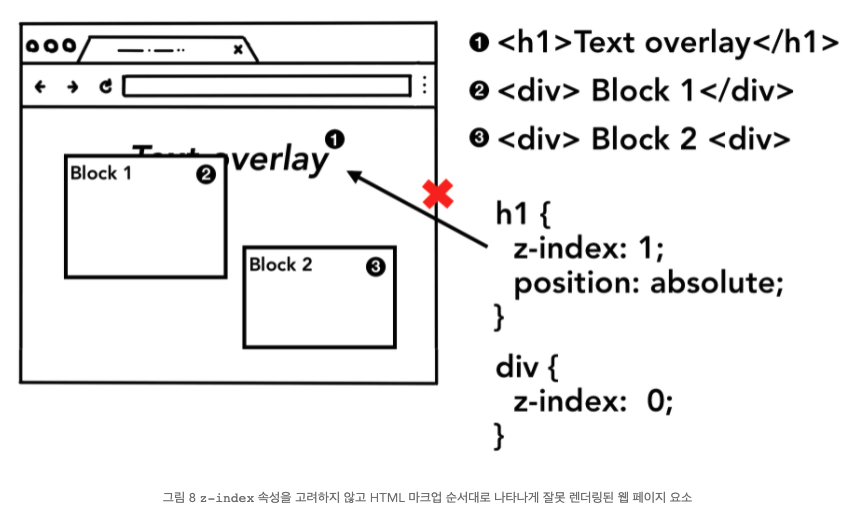 ❶ <h1>Text overlay</h1>
❷ <div> Block 1</div>
❸ <div> Block 2 <div>
Text overlay ❶
Block 1 ❷
Block 2 ❸
h1 {
z-index: 1;
position: absolute;
}
div {
z-index: 0;
}
그림 8 z-index 속성을 고려하지 않고 HTML 마크업 순서대로 나타나게 잘못 렌더링된 웹 페이지 요소